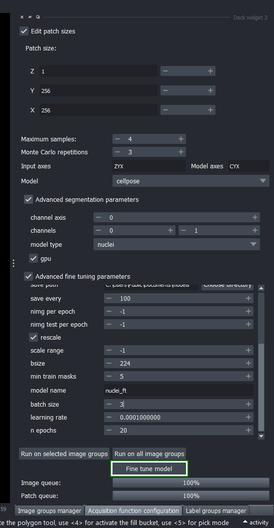 Dock widget 2
Edit patch sizes
Patch size:
Z 1 − +
Y 256 − +
X 256 − +
Maximum samples: − 4 +
Monte Carlo repetitions − 3 +
Input axes ZYX Model axes CYX
Model cellpose
Advanced segmentation parameters
channel axis − 0 +
channels − 0 + − 1 +
model type nuclei
gpu
Advanced fine tuning parameters
save path Choose directory
save every − 100 +
nimg per epoch − -1 +
nimg test per epoch − -1 +
rescale
scale range − -1 +
bsize − 224 +
min train masks − 5 +
model name nuclei_ft
batch size − 3 +
learning rate − 0.0001000000 +
n epochs − 20 +
Run on selected image groups Run on all image groups
Fine tune model
Image queue: 100%
Patch queue: 100%
Image groups manager Acquisition function configuration Label groups manager
te the polygon tool, use <4> for activate the fill bucket, use <5> for pick mode activity